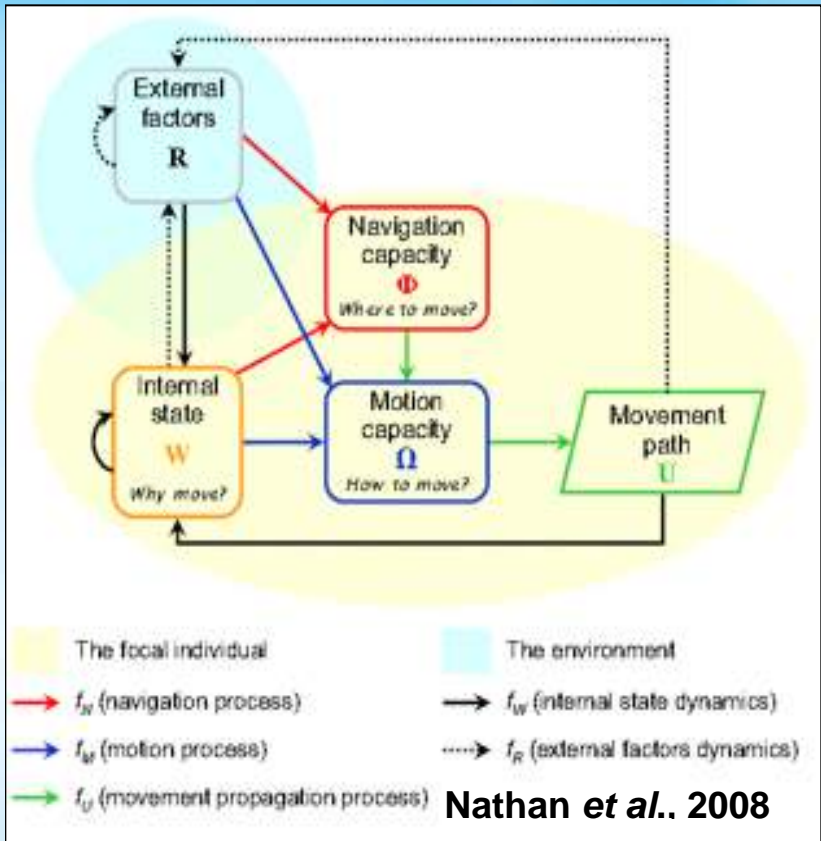 External
factors
R
Navigation
capacity
Φ
Where to move?
Internal
state
W
Why move?
Motion
capacity
Ω
How to move?
Movement
path
U
The focal individual
The environment
f_N (navigation process)
f_W (internal state dynamics)
f_M (motion process)
f_R (external factors dynamics)
f_U (movement propagation process)
Nathan et al., 2008